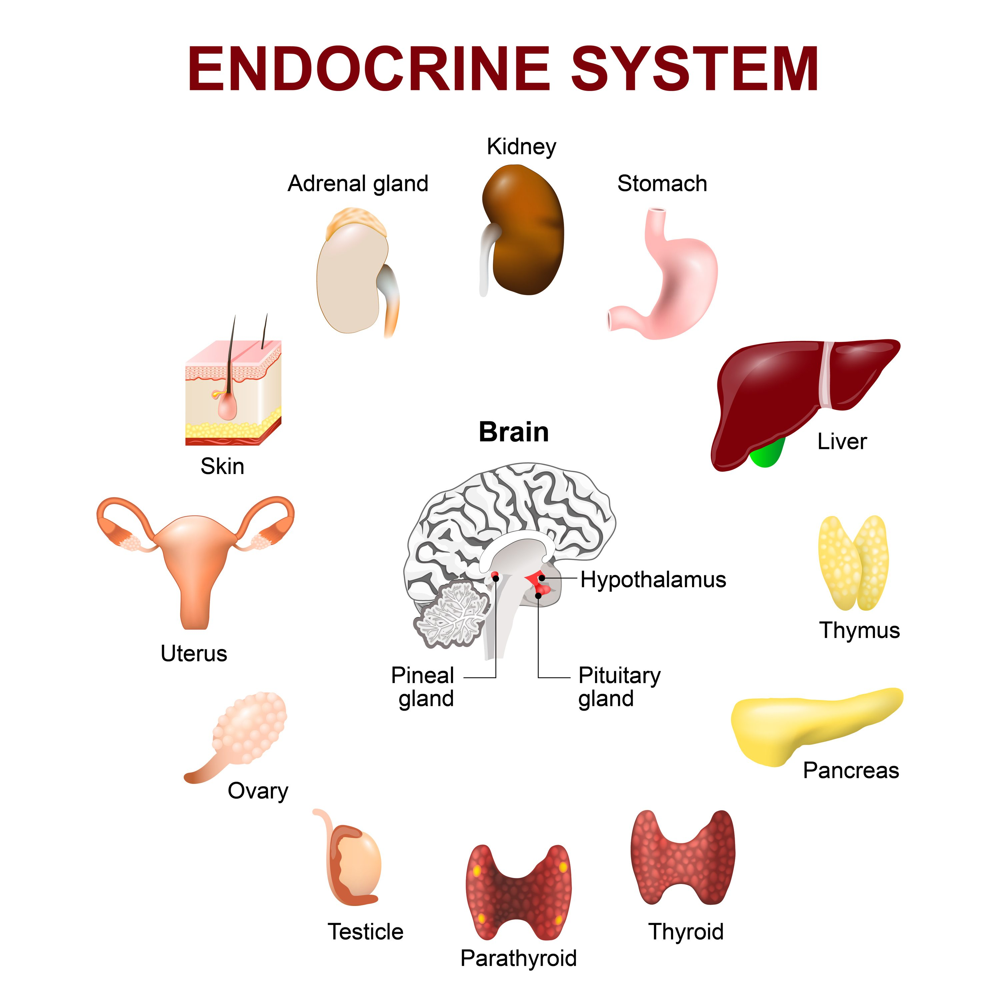 ENDOCRINE SYSTEM
Kidney
Adrenal gland
Stomach
Brain
Liver
Skin
Hypothalamus
Thymus
Uterus
Pineal
gland
Pituitary
gland
Pancreas
Ovary
Testicle
Thyroid
Parathyroid